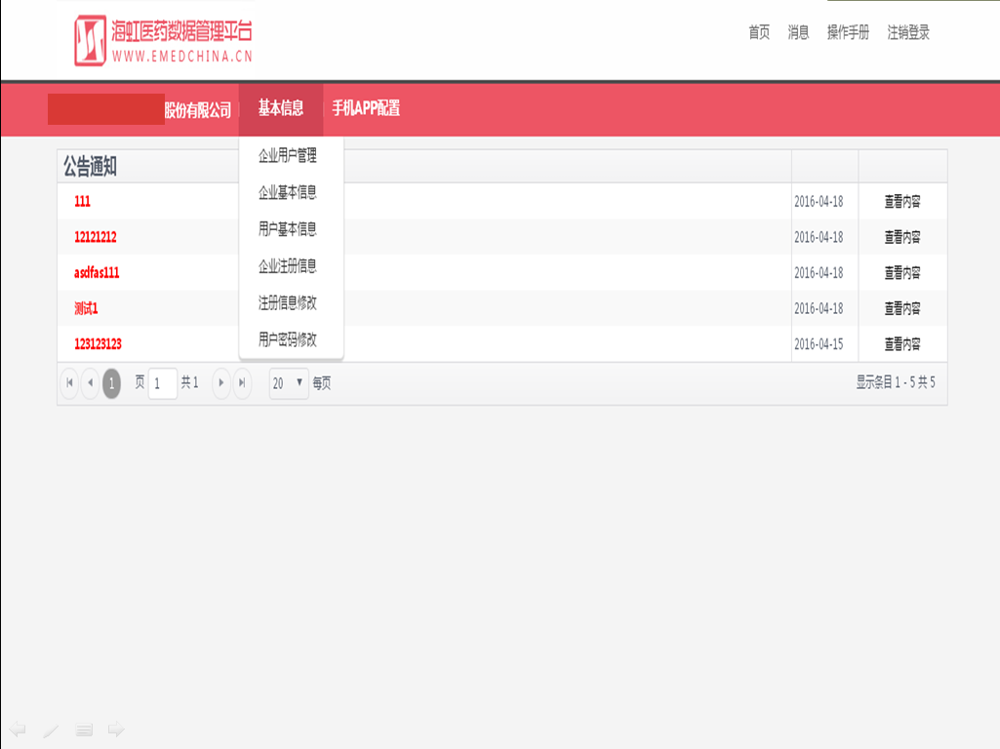 海虹医药数据管理平台
WWW.EMEDCHINA.CN
首页 消息 操作手册 注销登录
股份有限公司 基本信息 手机APP配置
企业用户管理
企业基本信息
用户基本信息
企业注册信息
注册信息修改
用户密码修改
公告通知
111 2016-04-18 查看内容
12121212 2016-04-18 查看内容
asdfas111 2016-04-18 查看内容
测试1 2016-04-18 查看内容
123123123 2016-04-15 查看内容
1 页 1 共 1 20 每页 显示条目 1 - 5 共 5